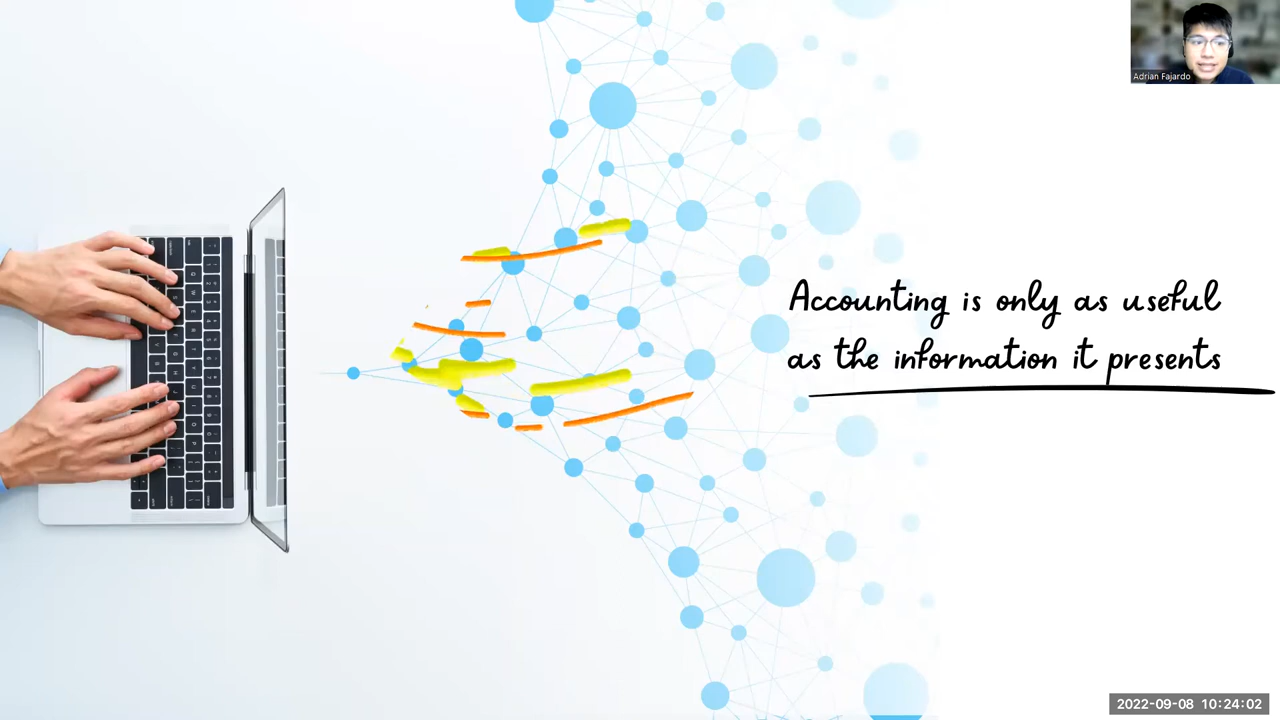 Adrian Fajardo
Accounting is only as useful
as the information it presents
2022-09-08 10:24:02